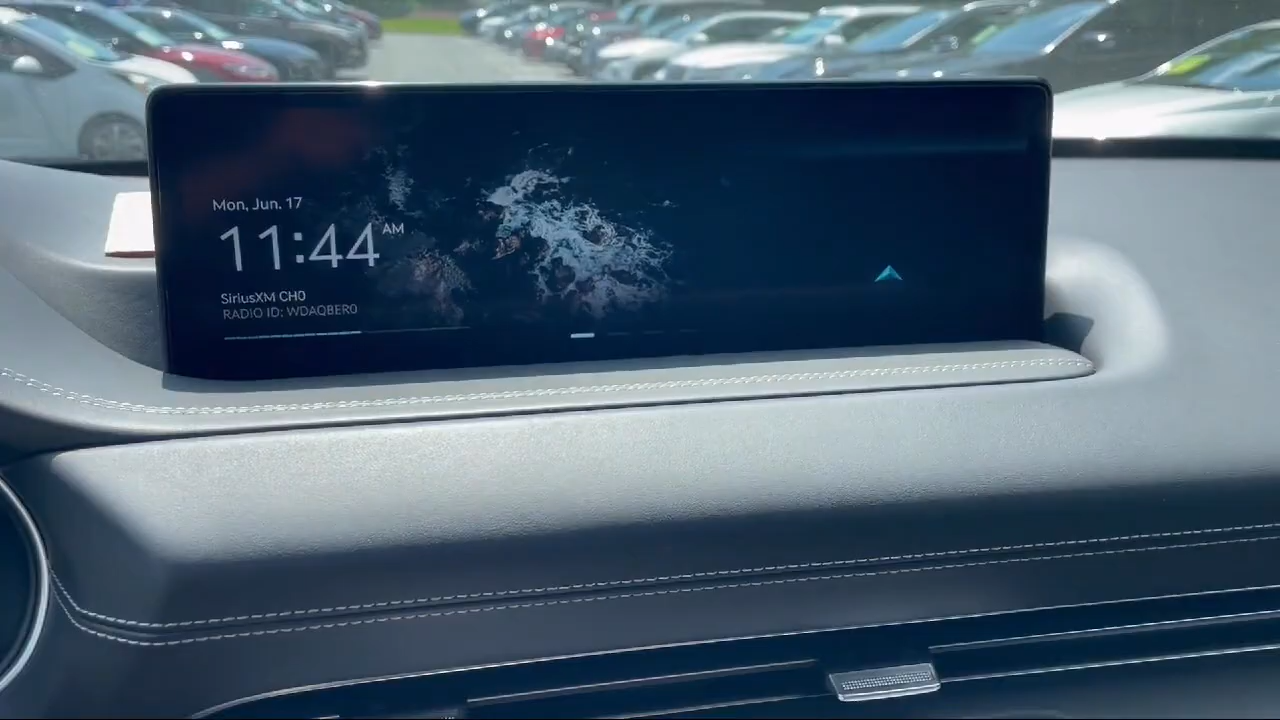 Mon, Jun. 17
11:44 AM
SiriusXM CH0
RADIO ID: WDAQBER0